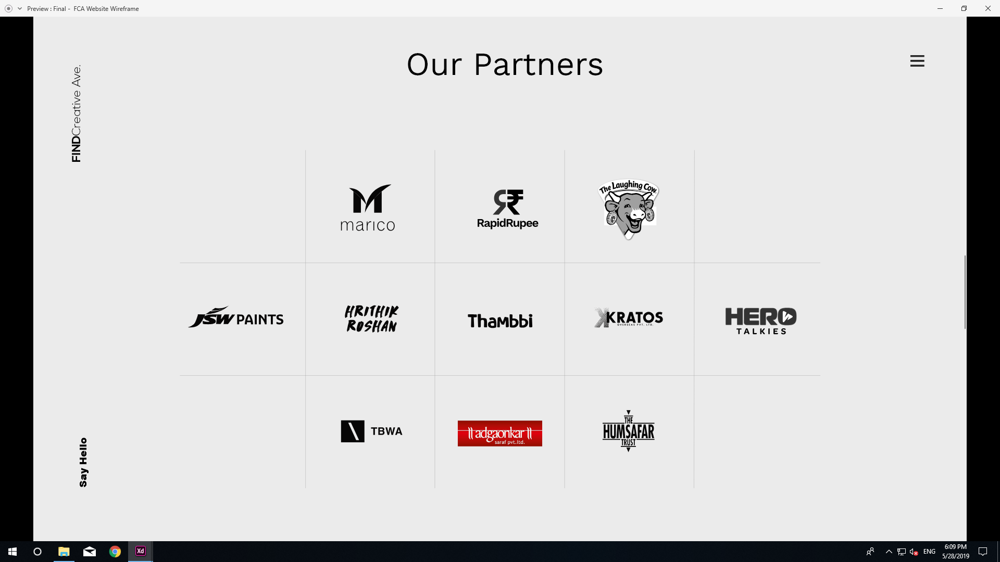 Preview : Final - FCA Website Wireframe
Our Partners
FINDCreative Ave.
marico
RapidRupee
The Laughing Cow
JSW PAINTS
HRITHIK
ROSHAN
Thambbi
KRATOS
OVERSEAS PVT. LTD.
HERO
TALKIES
TBWA
adgaonkar
saraf pvt.ltd.
THE
HUMSAFAR
TRUST
Say Hello
Xd
ENG
6:09 PM
5/28/2019